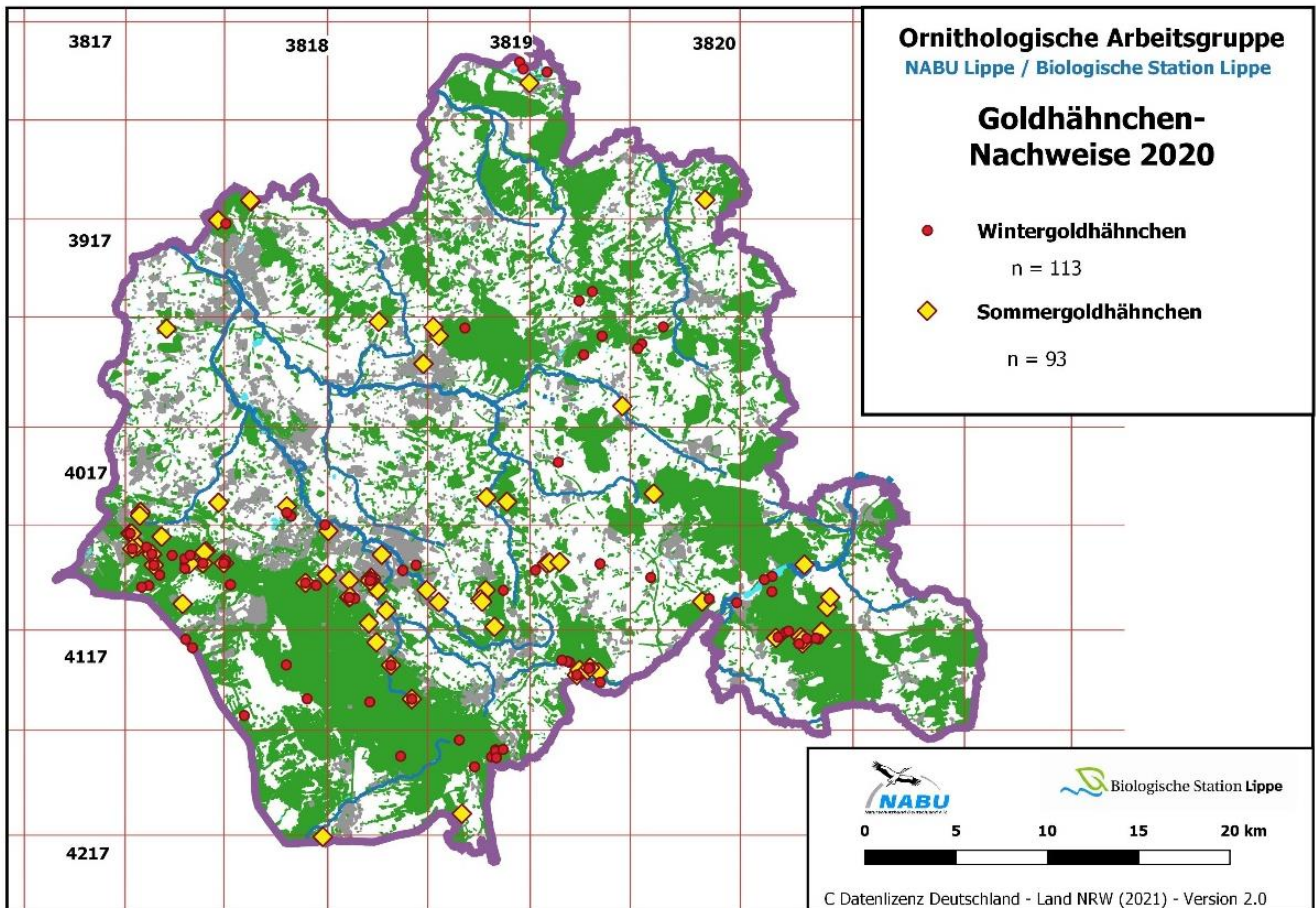 3817
3818
3819
3820
3917
4017
4117
4217
Ornithologische Arbeitsgruppe
NABU Lippe / Biologische Station Lippe
Goldhähnchen-
Nachweise 2020
Wintergoldhähnchen
n = 113
Sommergoldhähnchen
n = 93
NABU
Biologische Station Lippe
0 5 10 15 20 km
C Datenlizenz Deutschland - Land NRW (2021) - Version 2.0